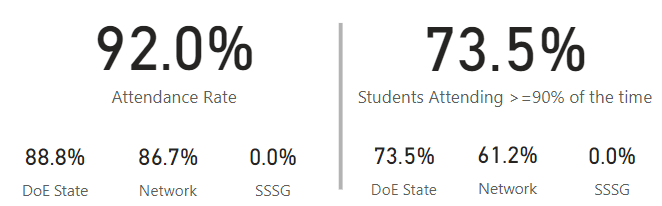 92.0%
Attendance Rate
88.8% 86.7% 0.0%
DoE State Network SSSG
73.5%
Students Attending >=90% of the time
73.5% 61.2% 0.0%
DoE State Network SSSG